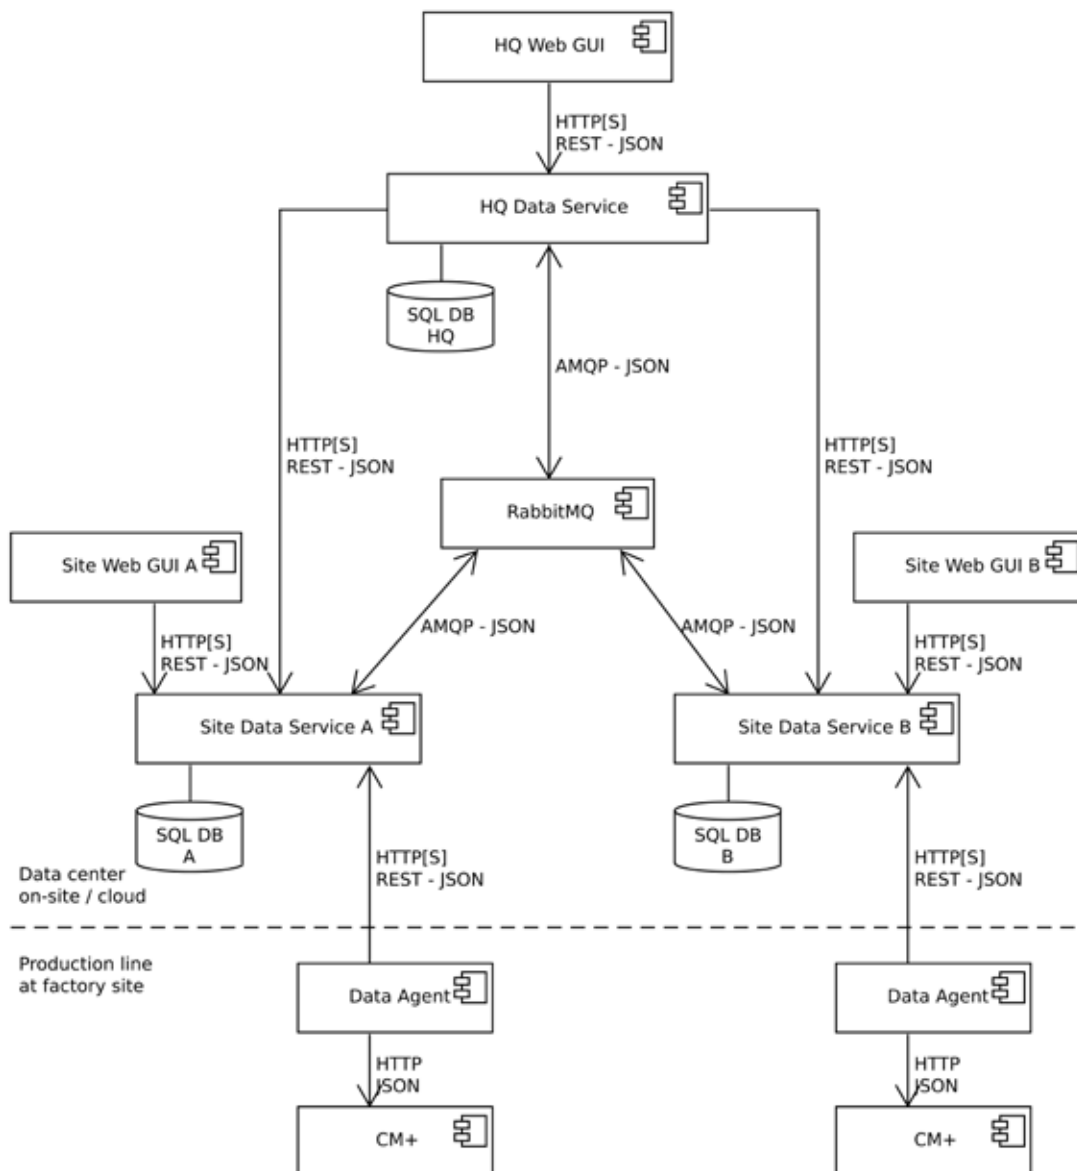 HQ Web GUI
HTTP[S]
REST - JSON
HQ Data Service
SQL DB
HQ
AMQP - JSON
HTTP[S]
REST - JSON
HTTP[S]
REST - JSON
RabbitMQ
Site Web GUI A
Site Web GUI B
AMQP - JSON
AMQP - JSON
HTTP[S]
REST - JSON
HTTP[S]
REST - JSON
Site Data Service A
Site Data Service B
SQL DB
A
SQL DB
B
HTTP[S]
REST - JSON
HTTP[S]
REST - JSON
Data center
on-site / cloud
Production line
at factory site
Data Agent
Data Agent
HTTP
JSON
HTTP
JSON
CM+
CM+